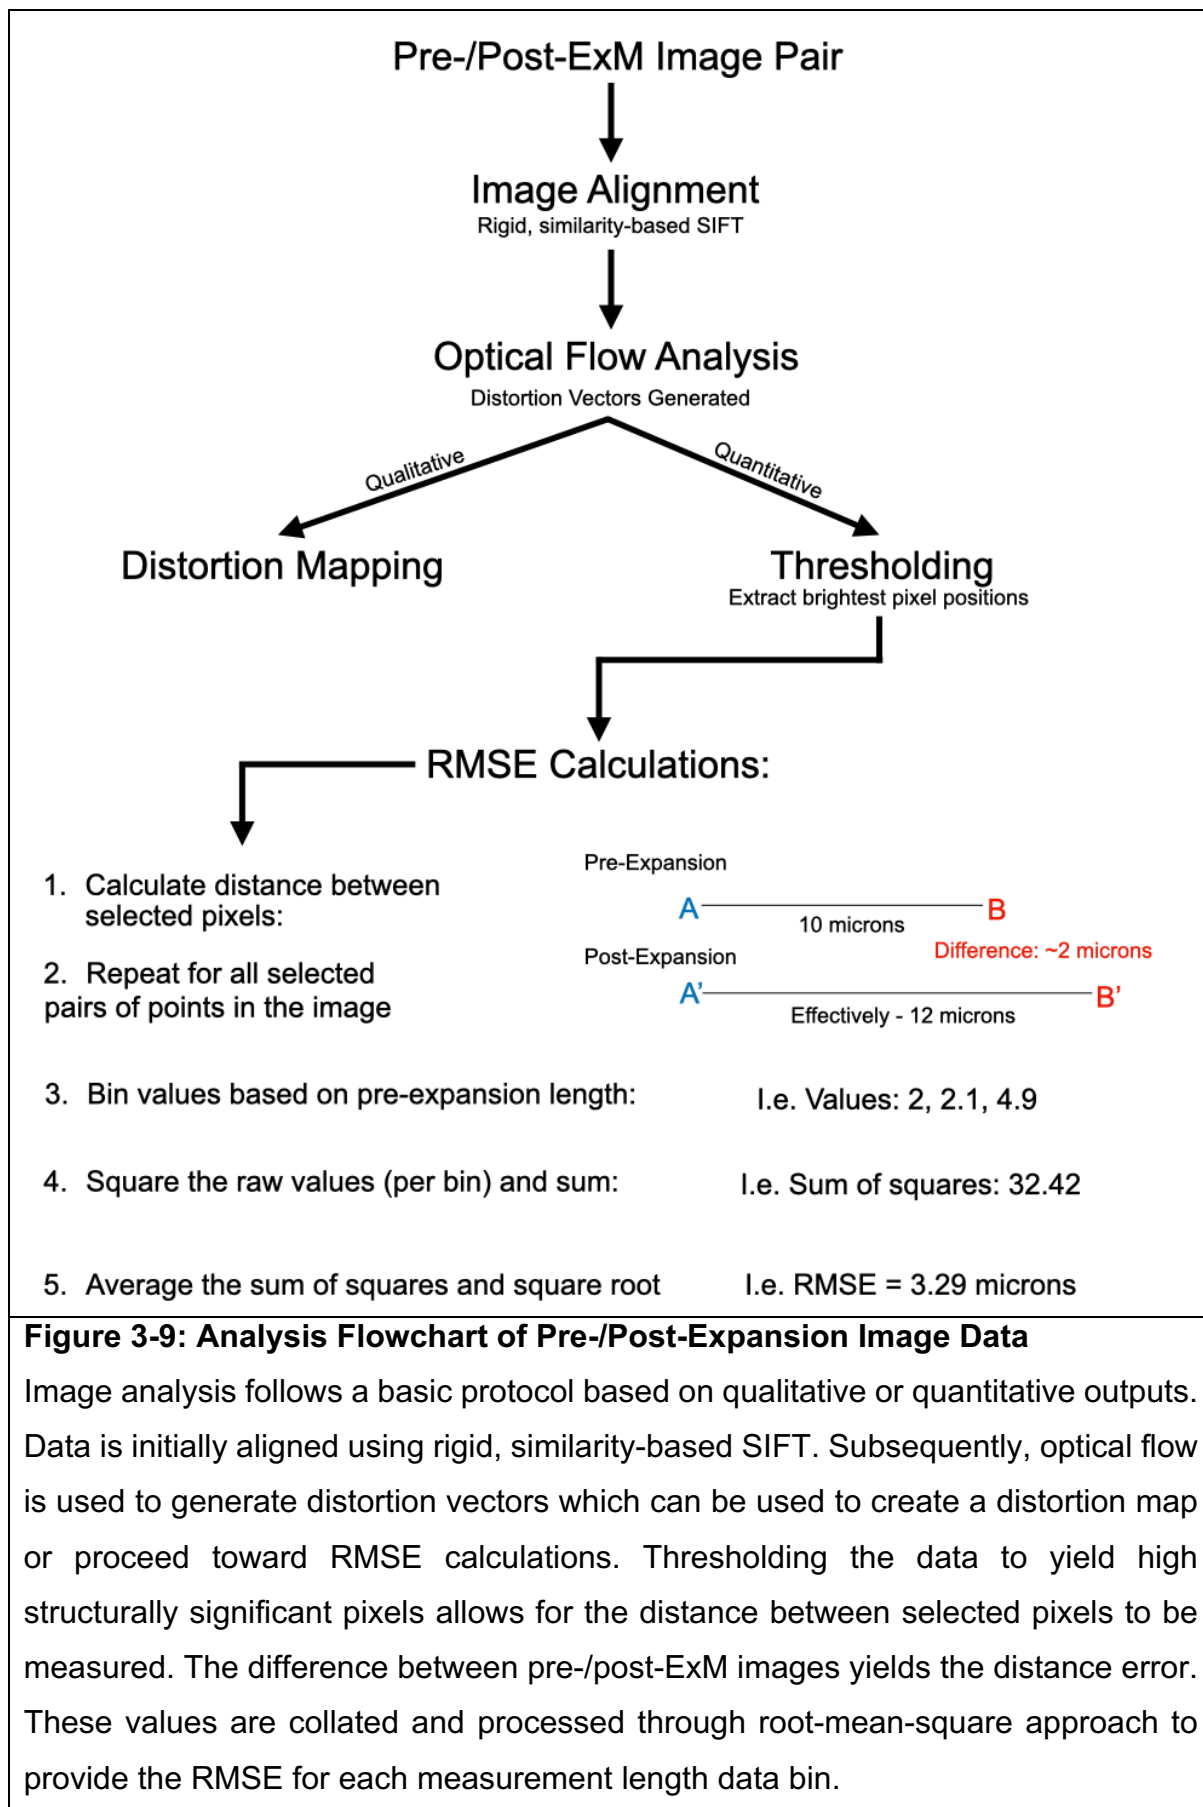 Pre-/Post-ExM Image Pair
Image Alignment
Rigid, similarity-based SIFT
Optical Flow Analysis
Distortion Vectors Generated
Qualitative
Quantitative
Distortion Mapping
Thresholding
Extract brightest pixel positions
RMSE Calculations:
1. Calculate distance between
selected pixels:
2. Repeat for all selected
pairs of points in the image
Pre-Expansion
A
B
10 microns
Difference: ~2 microns
Post-Expansion
A’
B’
Effectively - 12 microns
3. Bin values based on pre-expansion length:
I.e. Values: 2, 2.1, 4.9
4. Square the raw values (per bin) and sum:
I.e. Sum of squares: 32.42
5. Average the sum of squares and square root
I.e. RMSE = 3.29 microns
Figure 3-9: Analysis Flowchart of Pre-/Post-Expansion Image Data
Image analysis follows a basic protocol based on qualitative or quantitative outputs.
Data is initially aligned using rigid, similarity-based SIFT. Subsequently, optical flow
is used to generate distortion vectors which can be used to create a distortion map
or proceed toward RMSE calculations. Thresholding the data to yield high
structurally significant pixels allows for the distance between selected pixels to be
measured. The difference between pre-/post-ExM images yields the distance error.
These values are collated and processed through root-mean-square approach to
provide the RMSE for each measurement length data bin.